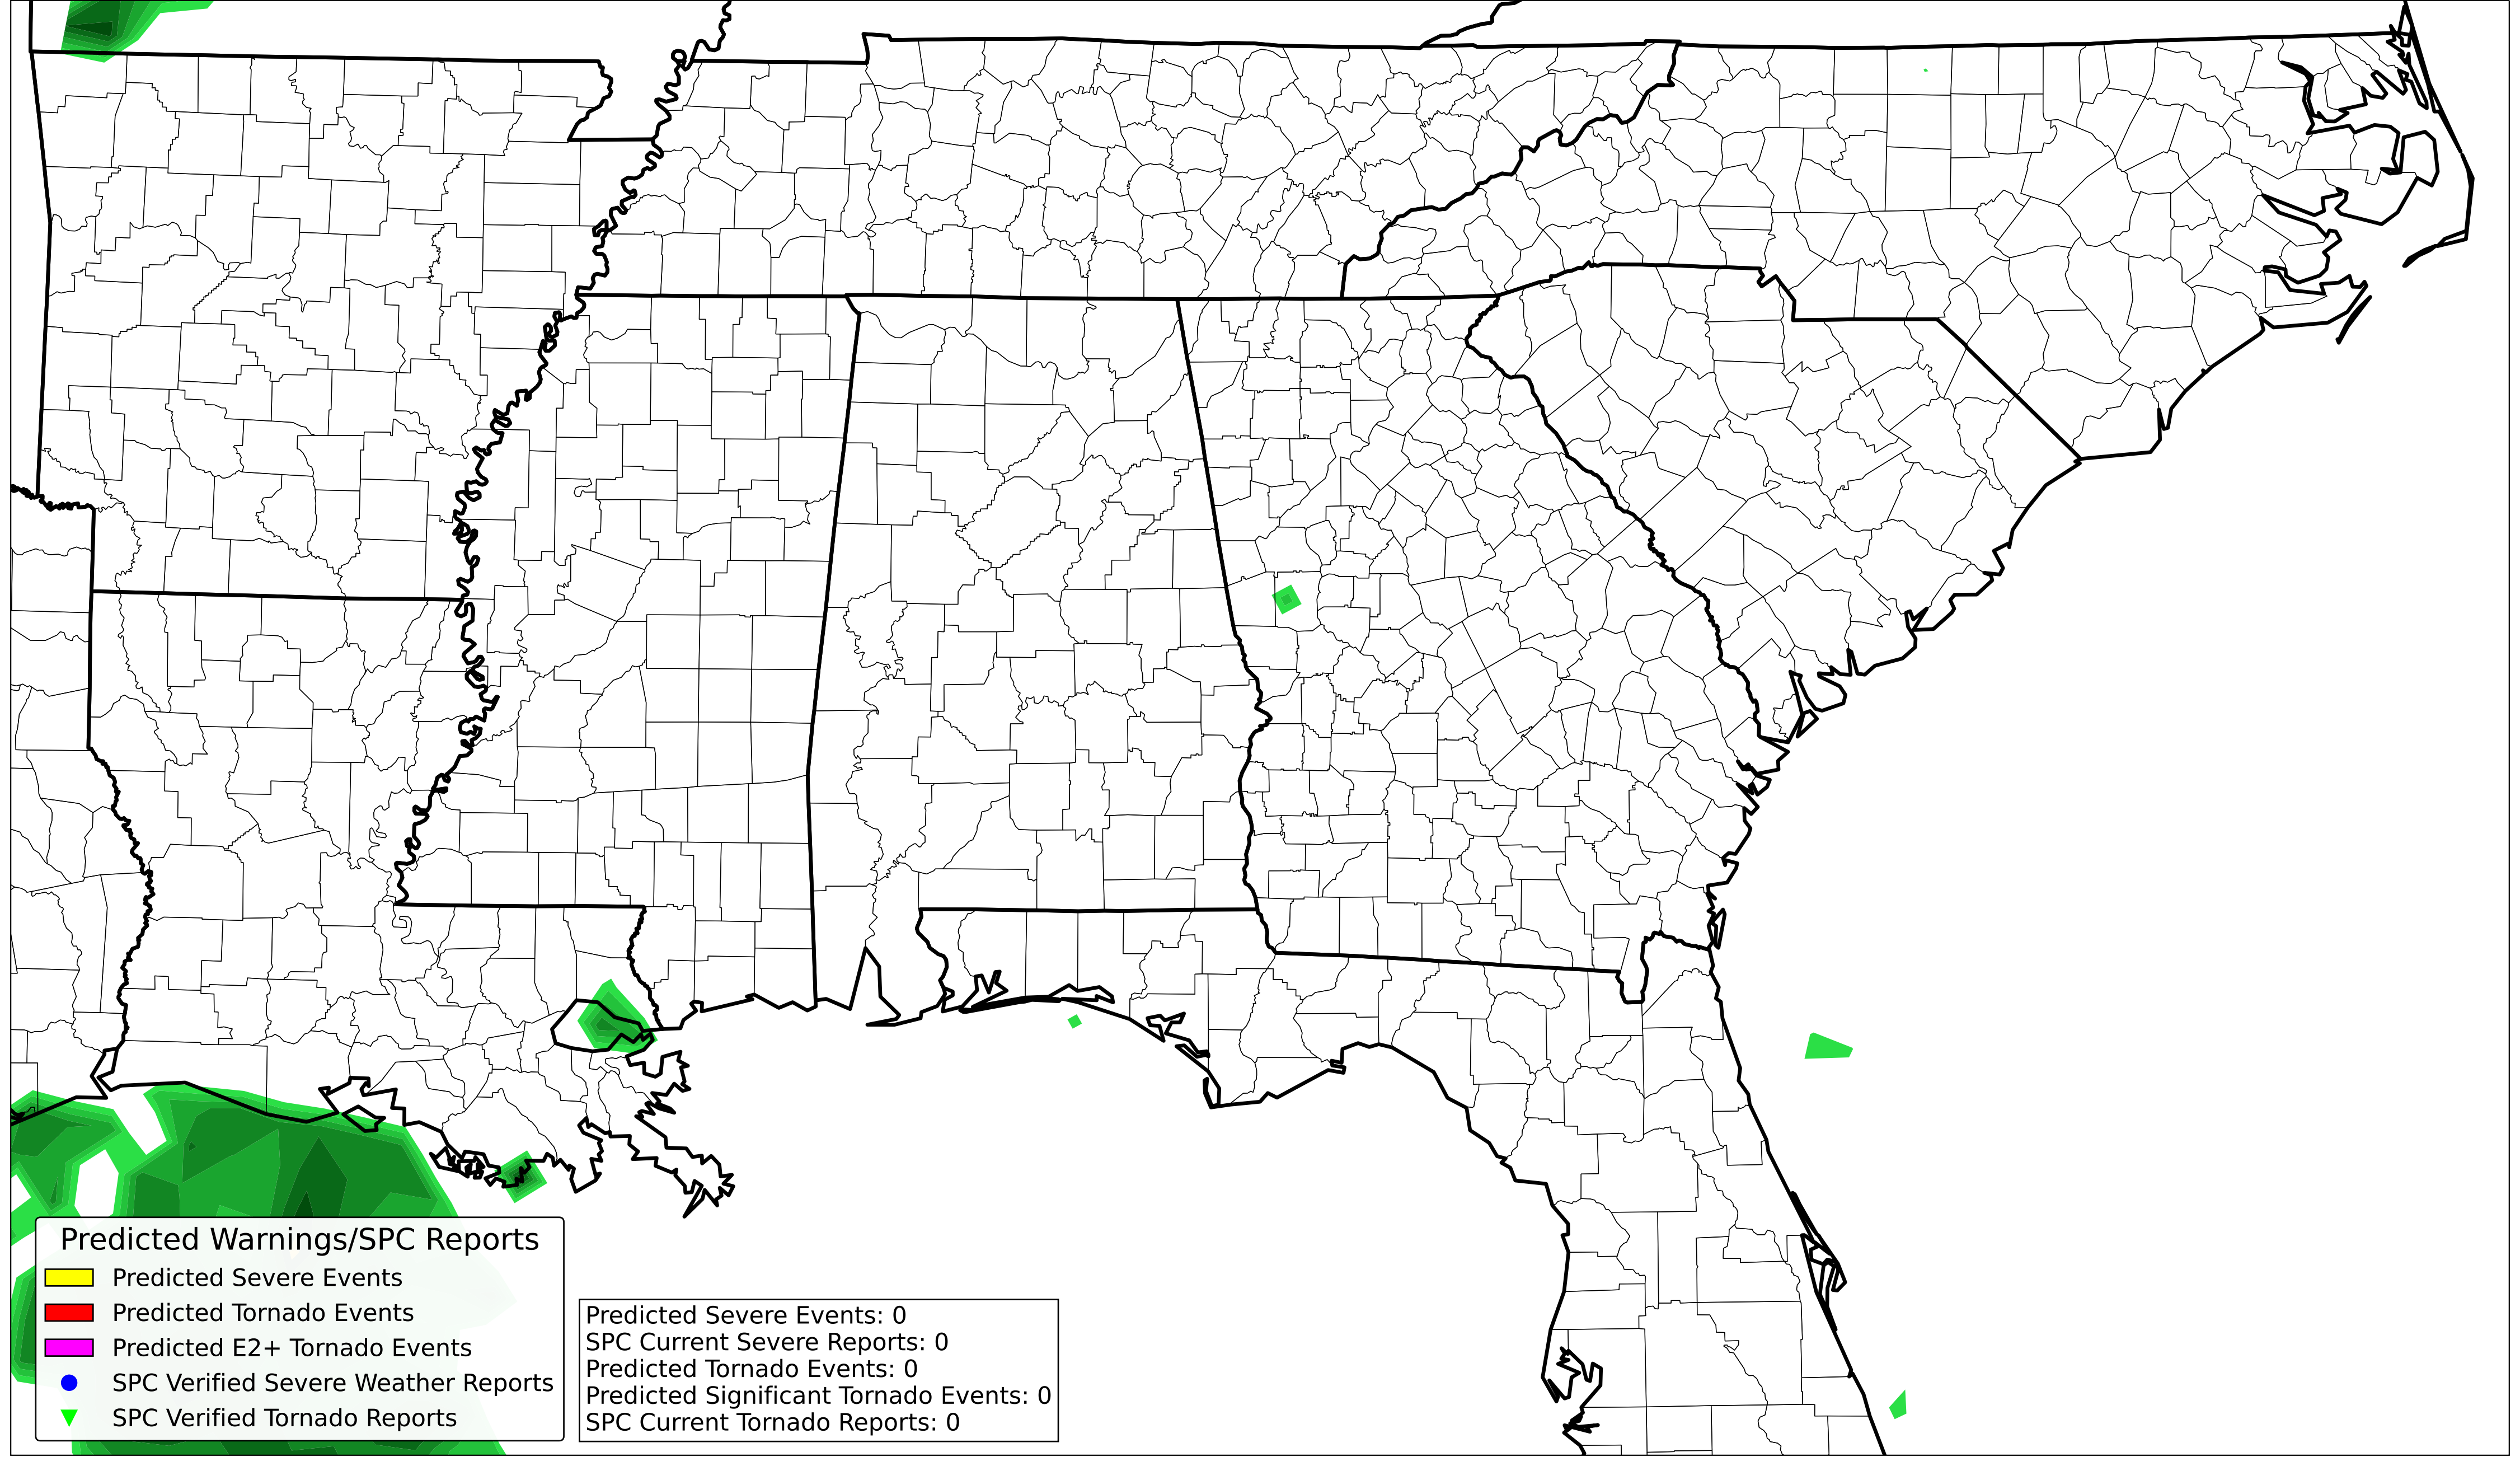 Predicted Warnings/SPC Reports
Predicted Severe Events
Predicted Tornado Events
Predicted E2+ Tornado Events
SPC Verified Severe Weather Reports
SPC Verified Tornado Reports
Predicted Severe Events: 0
SPC Current Severe Reports: 0
Predicted Tornado Events: 0
Predicted Significant Tornado Events: 0
SPC Current Tornado Reports: 0